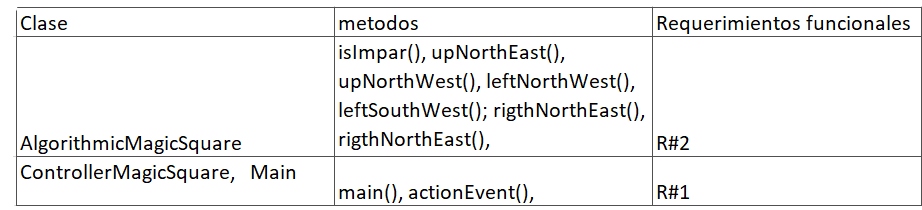 Clase metodos Requerimientos funcionales
isImpar(), upNorthEast(),
upNorthWest(), leftNorthWest(),
leftSouthWest(); rigthNorthEast(),
AlgorithmicMagicSquare rigthNorthEast(), R#2
ControllerMagicSquare, Main
main(), actionEvent(), R#1